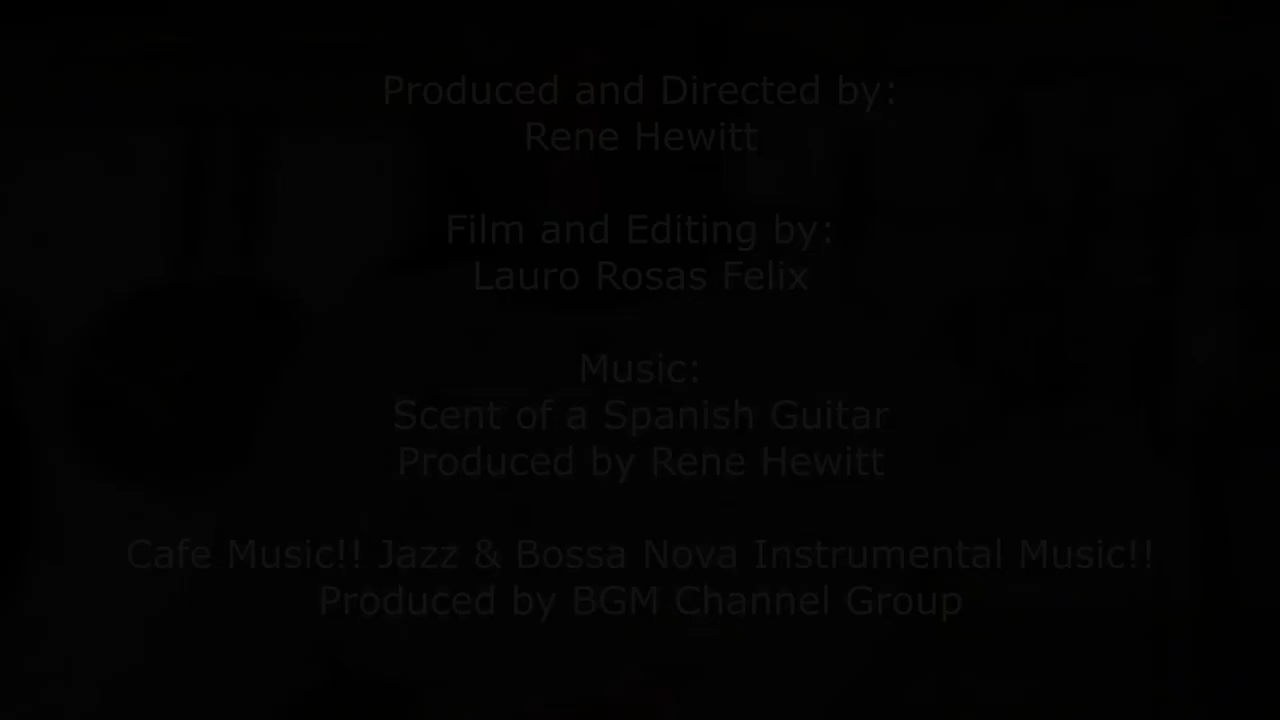 Produced and Directed by:
Rene Hewitt
Film and Editing by:
Lauro Rosas Felix
Music:
Scent of a Spanish Guitar
Produced by Rene Hewitt
Cafe Music!! Jazz & Bossa Nova Instrumental Music!!
Produced by BGM Channel Group